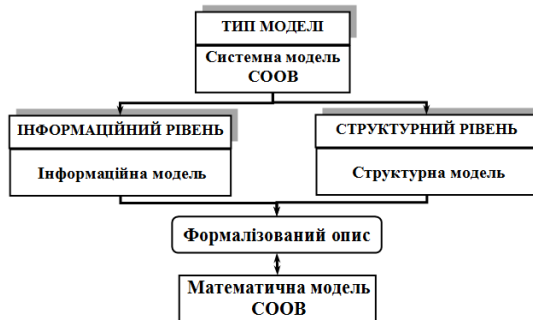 ТИП МОДЕЛІ
Системна модель
СООВ
ІНФОРМАЦІЙНИЙ РІВЕНЬ
Інформаційна модель
СТРУКТУРНИЙ РІВЕНЬ
Структурна модель
Формалізований опис
Математична модель
СООВ